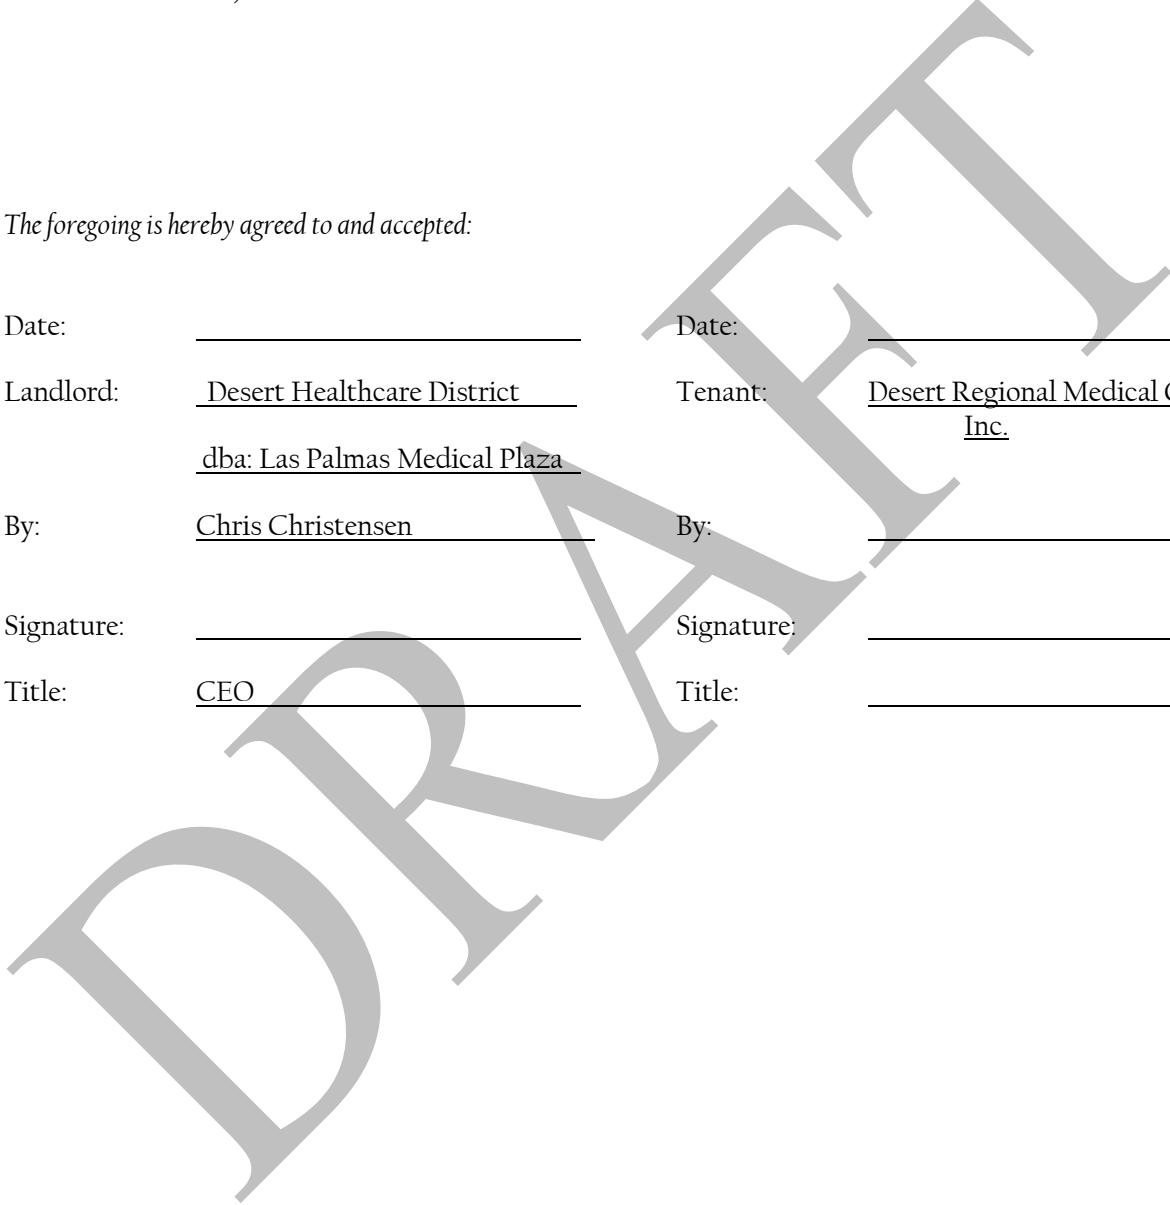 The foregoing is hereby agreed to and accepted:
Date: Date:
Landlord: Desert Healthcare District Tenant: Desert Regional Medical
Inc.
dba: Las Palmas Medical Plaza
By: Chris Christensen By:
Signature: Signature:
Title: CEO Title:
DRAFT